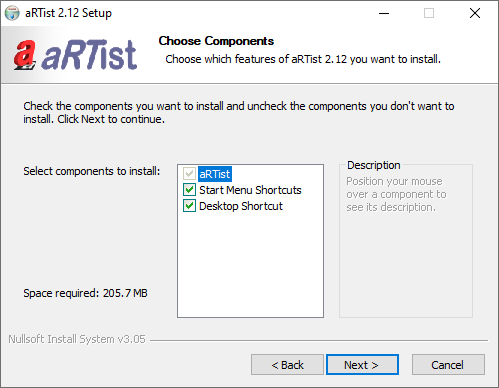 aRTist 2.12 Setup
a aRTist
Choose Components
Choose which features of aRTist 2.12 you want to install.
Check the components you want to install and uncheck the components you don't want to
install. Click Next to continue.
Select components to install:
aRTist
Start Menu Shortcuts
Desktop Shortcut
Description
Position your mouse
over a component to
see its description.
Space required: 205.7 MB
Nullsoft Install System v3.05
< Back
Next >
Cancel